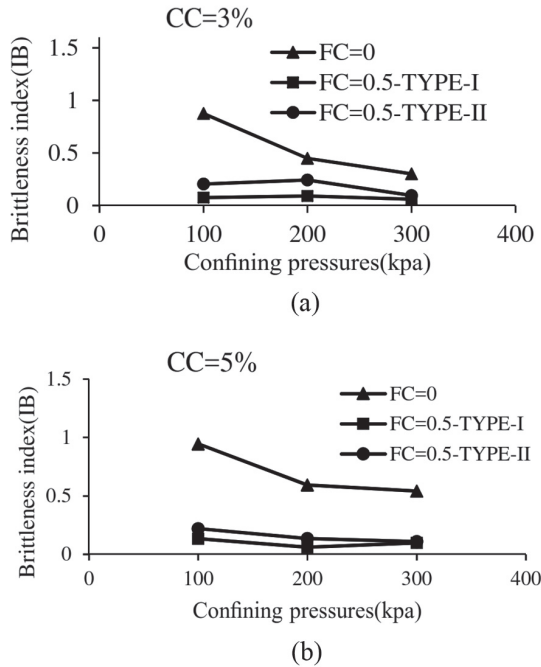 CC=3%
1.5
1
0.5
0
FC=0
FC=0.5-TYPE-I
FC=0.5-TYPE-II
Brittleness index(IB)
0 100 200 300 400
Confining pressures(kpa)
(a)
CC=5%
1.5
1
0.5
0
FC=0
FC=0.5-TYPE-I
FC=0.5-TYPE-II
Brittleness index(IB)
0 100 200 300 400
Confining pressures(kpa)
(b)